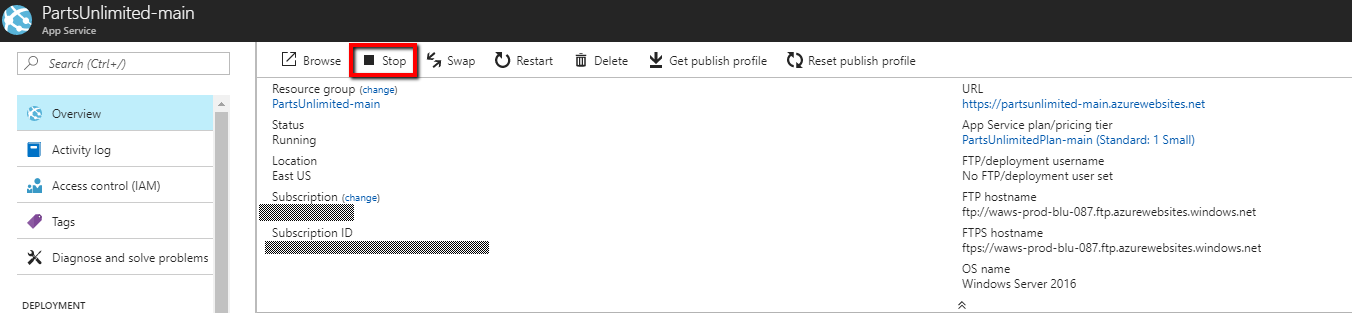 PartsUnlimited-main
App Service
Search (Ctrl+/)
Overview
Activity log
Access control (IAM)
Tags
Diagnose and solve problems
DEPLOYMENT
Browse Stop Swap Restart Delete Get publish profile Reset publish profile
Resource group (change)
PartsUnlimited-main
Status
Running
Location
East US
Subscription (change)
Subscription ID
URL
https://partsunlimited-main.azurewebsites.net
App Service plan/pricing tier
PartsUnlimitedPlan-main (Standard: 1 Small)
FTP/deployment username
No FTP/deployment user set
FTP hostname
ftp://waws-prod-blu-087.ftp.azurewebsites.windows.net
FTPS hostname
ftps://waws-prod-blu-087.ftp.azurewebsites.windows.net
OS name
Windows Server 2016